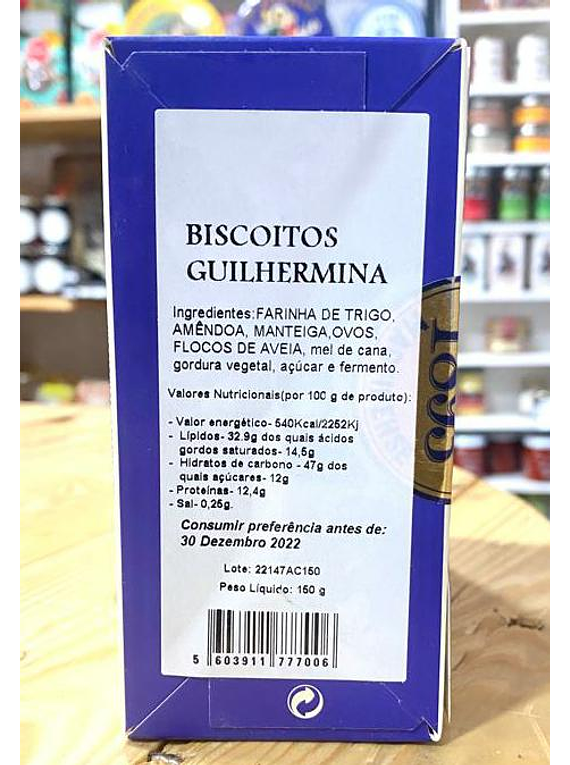 BISCOITOS
GUILHERMINA
Ingredientes:FARINHA DE TRIGO,
AMÊNDOA, MANTEIGA,OVOS,
FLOCOS DE AVEIA, mel de cana,
gordura vegetal, açúcar e fermento.
Valores Nutricionais(por 100 g de produto):
- Valor energético- 540Kcal/2252Kj
- Lípidos- 32.9g dos quais ácidos
gordos saturados- 14,5g
- Hidratos de carbono - 47g dos
quais açúcares- 12g
- Proteínas- 12,4g
- Sal- 0,25g.
Consumir preferência antes de:
30 Dezembro 2022
Lote: 22147AC150
Peso Líquido: 150 g
5 603911 777006